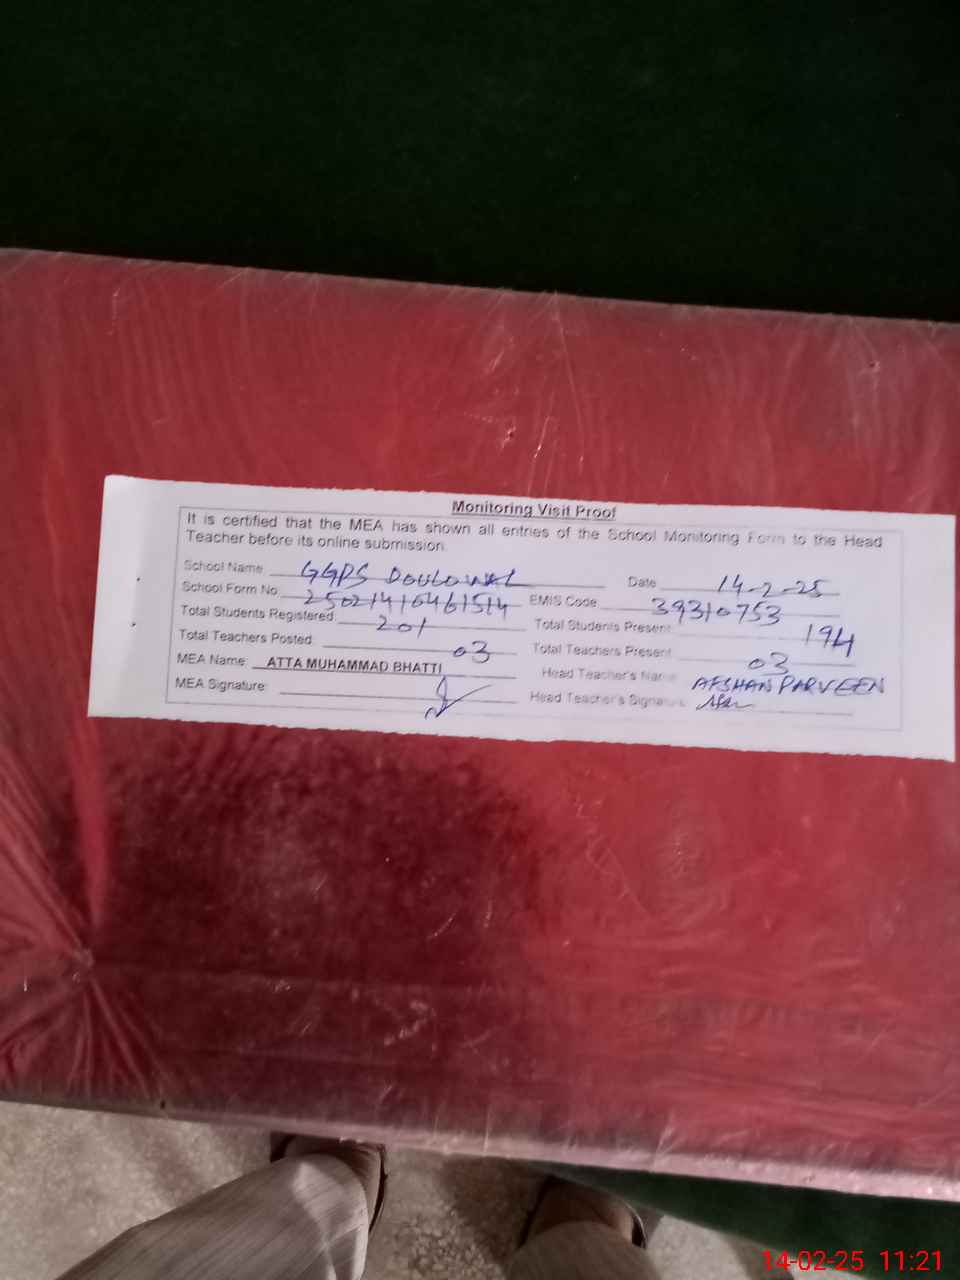 Monitoring Visit Proof
It is certified that the MEA has shown all entries of the School Monitoring Form to the Head
Teacher before its online submission.
School Name GGPS DOULOWAL Date 14-2-25
School Form No. 25021410461514 EMIS Code 39310753
Total Students Registered: 201 Total Students Present: 194
Total Teachers Posted: 03 Total Teachers Present: 03
MEA Name: ATTA MUHAMMAD BHATTI Head Teacher's Name AFSHAN PARVEEN
MEA Signature: Head Teacher's Signature:
14-02-25 11:21